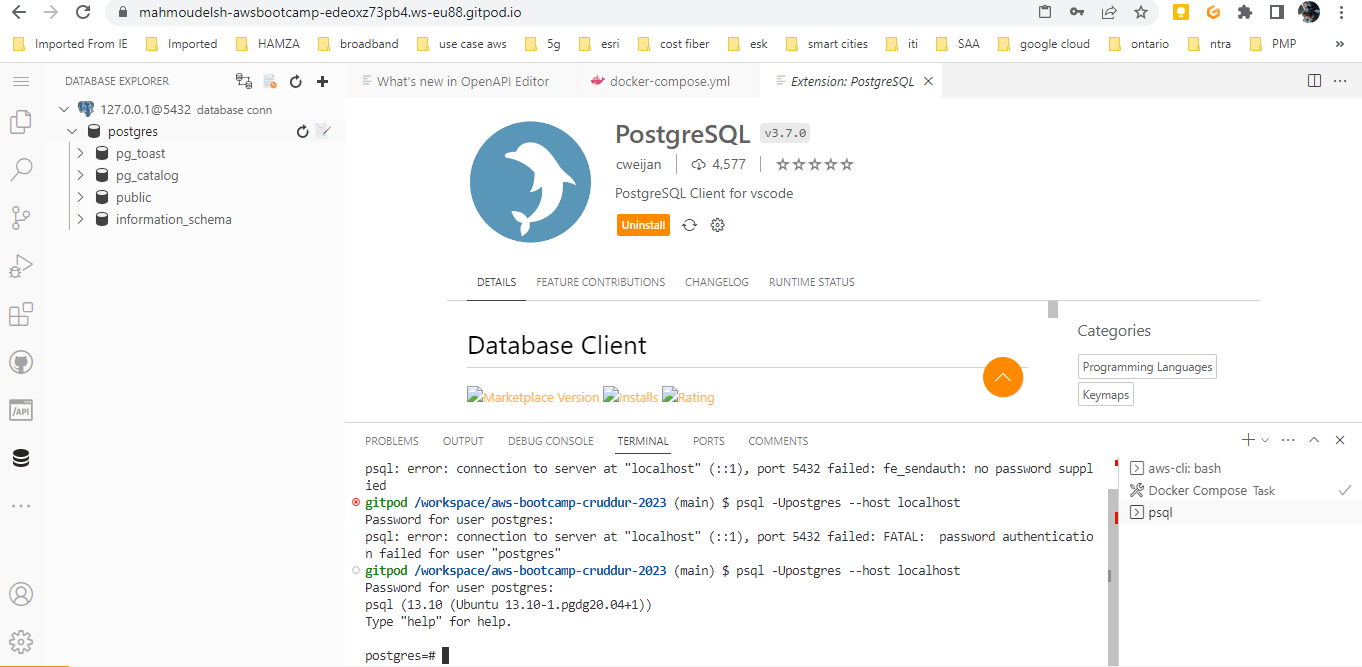 mahmoudelsh-awsbootcamp-edeoxz73pb4.ws-eu88.gitpod.io
Imported From IE Imported HAMZA broadband use case aws 5g esri cost fiber esk smart cities iti SAA google cloud ontario ntra PMP »
DATABASE EXPLORER
What's new in OpenAPI Editor docker-compose.yml Extension: PostgreSQL
127.0.0.1@5432 database conn
postgres
pg_toast
pg_catalog
public
information_schema
/API
PostgreSQL v3.7.0
cweijan 4,577
PostgreSQL Client for vscode
Uninstall
DETAILS FEATURE CONTRIBUTIONS CHANGELOG RUNTIME STATUS
Database Client
Marketplace Version Installs Rating
Categories
Programming Languages
Keymaps
PROBLEMS OUTPUT DEBUG CONSOLE TERMINAL PORTS COMMENTS
psql: error: connection to server at "localhost" (::1), port 5432 failed: fe_sendauth: no password suppl
ied
gitpod /workspace/aws-bootcamp-cruddur-2023 (main) $ psql -Upostgres --host localhost
Password for user postgres:
psql: error: connection to server at "localhost" (::1), port 5432 failed: FATAL:  password authenticatio
n failed for user "postgres"
gitpod /workspace/aws-bootcamp-cruddur-2023 (main) $ psql -Upostgres --host localhost
Password for user postgres:
psql (13.10 (Ubuntu 13.10-1.pgdg20.04+1))
Type "help" for help.
postgres=#
aws-cli: bash
Docker Compose Task
psql